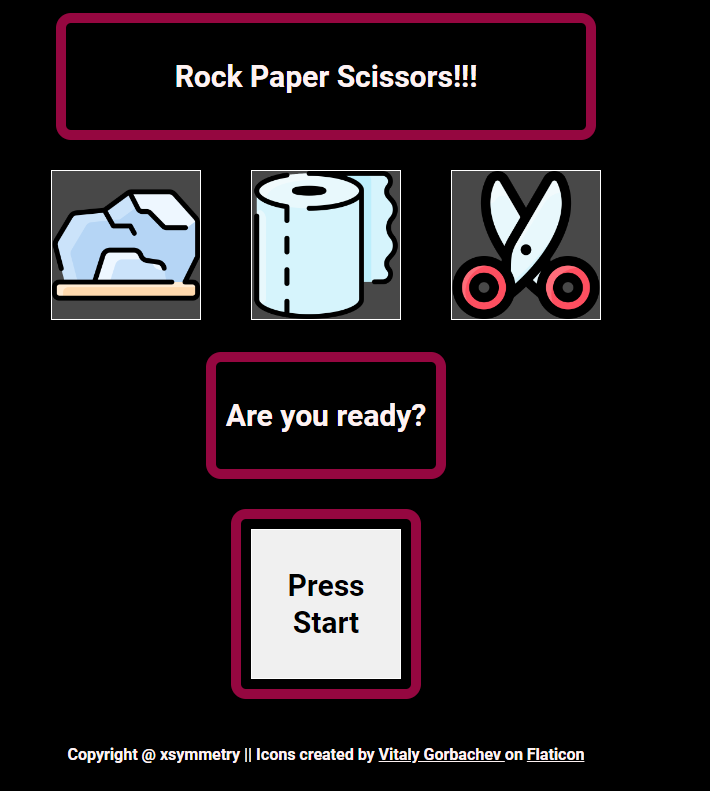 Rock Paper Scissors!!!
Are you ready?
Press
Start
Copyright @ xsymmetry || Icons created by Vitaly Gorbachev on Flaticon